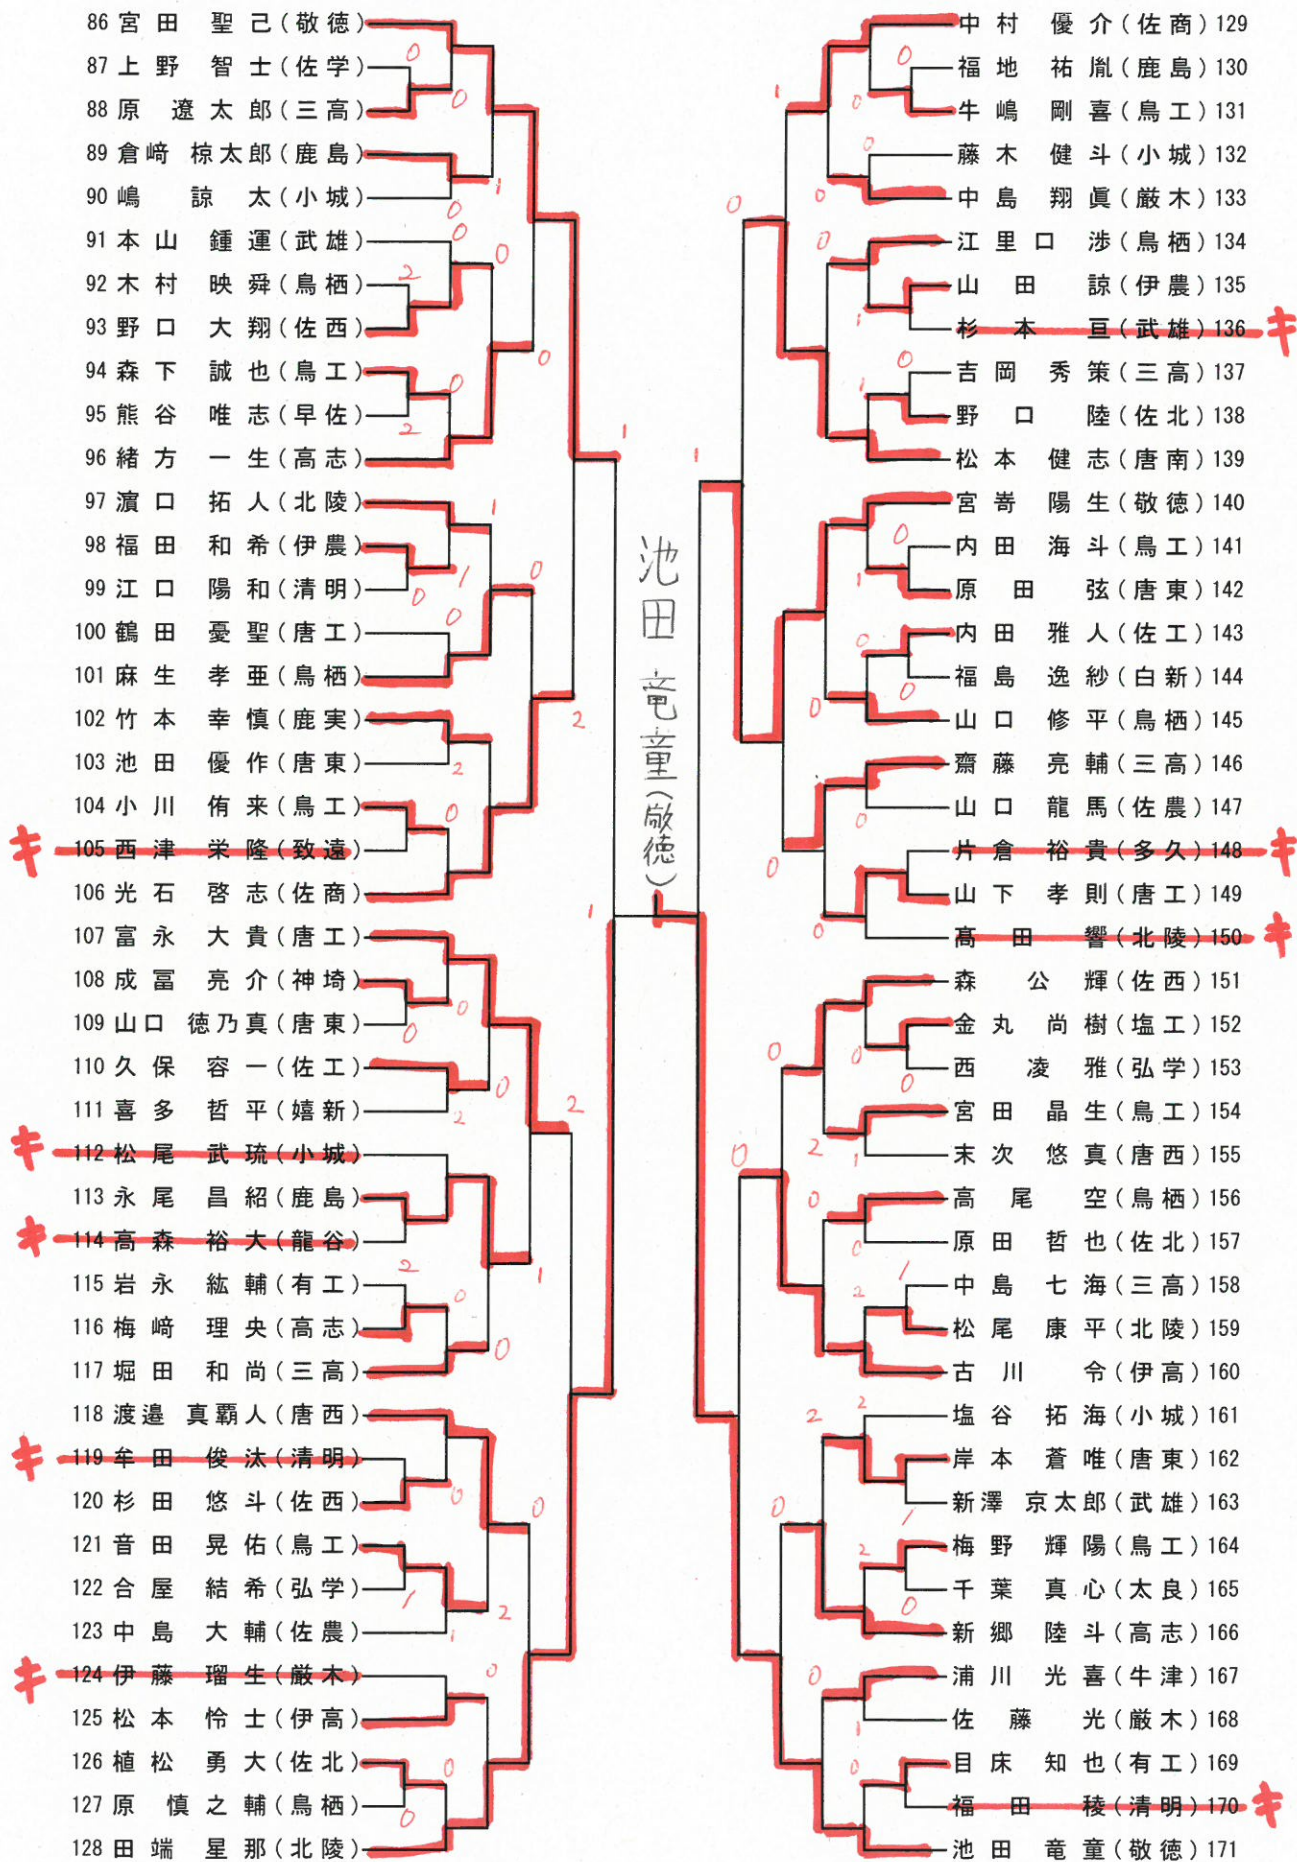 86 宮田 聖己(敬徳)
87 上野 智士(佐学)
88 原 遼太郎(三高)
89 倉崎 椋太郎(鹿島)
90 嶋 諒太(小城)
91 本山 鍾運(武雄)
92 木村 映舜(鳥栖)
93 野口 大翔(佐西)
94 森下 誠也(鳥工)
95 熊谷 唯志(早佐)
96 緒方 一生(高志)
97 濵口 拓人(北陵)
98 福田 和希(伊農)
99 江口 陽和(清明)
100 鶴田 憂聖(唐工)
101 麻生 孝亜(鳥栖)
102 竹本 幸慎(鹿実)
103 池田 優作(唐東)
104 小川 侑来(鳥工)
キ 105 西津 栄隆(致遠)
106 光石 啓志(佐商)
107 富永 大貴(唐工)
108 成冨 亮介(神埼)
109 山口 徳乃真(唐東)
110 久保 容一(佐工)
111 喜多 哲平(嬉新)
キ 112 松尾 武琉(小城)
113 永尾 昌紹(鹿島)
キ 114 高森 裕大(龍谷)
115 岩永 紘輔(有工)
116 梅崎 理央(高志)
117 堀田 和尚(三高)
118 渡邉 真覇人(唐西)
キ 119 牟田 俊汰(清明)
120 杉田 悠斗(佐西)
121 音田 晃佑(鳥工)
122 合屋 結希(弘学)
123 中島 大輔(佐農)
キ 124 伊藤 瑠生(厳木)
125 松本 怜士(伊高)
126 植松 勇大(佐北)
127 原 慎之輔(鳥栖)
128 田端 星那(北陵)
池田 竜童(敬徳)
中村 優介(佐商)129
福地 祐胤(鹿島)130
牛嶋 剛喜(鳥工)131
藤木 健斗(小城)132
中島 翔眞(厳木)133
江里口 渉(鳥栖)134
山田 諒(伊農)135
杉本 亘(武雄)136 キ
吉岡 秀策(三高)137
野口 陸(佐北)138
松本 健志(唐南)139
宮嵜 陽生(敬徳)140
内田 海斗(鳥工)141
原田 弦(唐東)142
内田 雅人(佐工)143
福島 逸紗(白新)144
山口 修平(鳥栖)145
齋藤 亮輔(三高)146
山口 龍馬(佐農)147
片倉 裕貴(多久)148 キ
山下 孝則(唐工)149
髙田 響(北陵)150 キ
森 公輝(佐西)151
金丸 尚樹(塩工)152
西 凌雅(弘学)153
宮田 晶生(鳥工)154
末次 悠真(唐西)155
高尾 空(鳥栖)156
原田 哲也(佐北)157
中島 七海(三高)158
松尾 康平(北陵)159
古川 令(伊高)160
塩谷 拓海(小城)161
岸本 蒼唯(唐東)162
新澤 京太郎(武雄)163
梅野 輝陽(鳥工)164
千葉 真心(太良)165
新郷 陸斗(高志)166
浦川 光喜(牛津)167
佐藤 光(厳木)168
目床 知也(有工)169
福田 稜(清明)170 キ
池田 竜童(敬徳)171